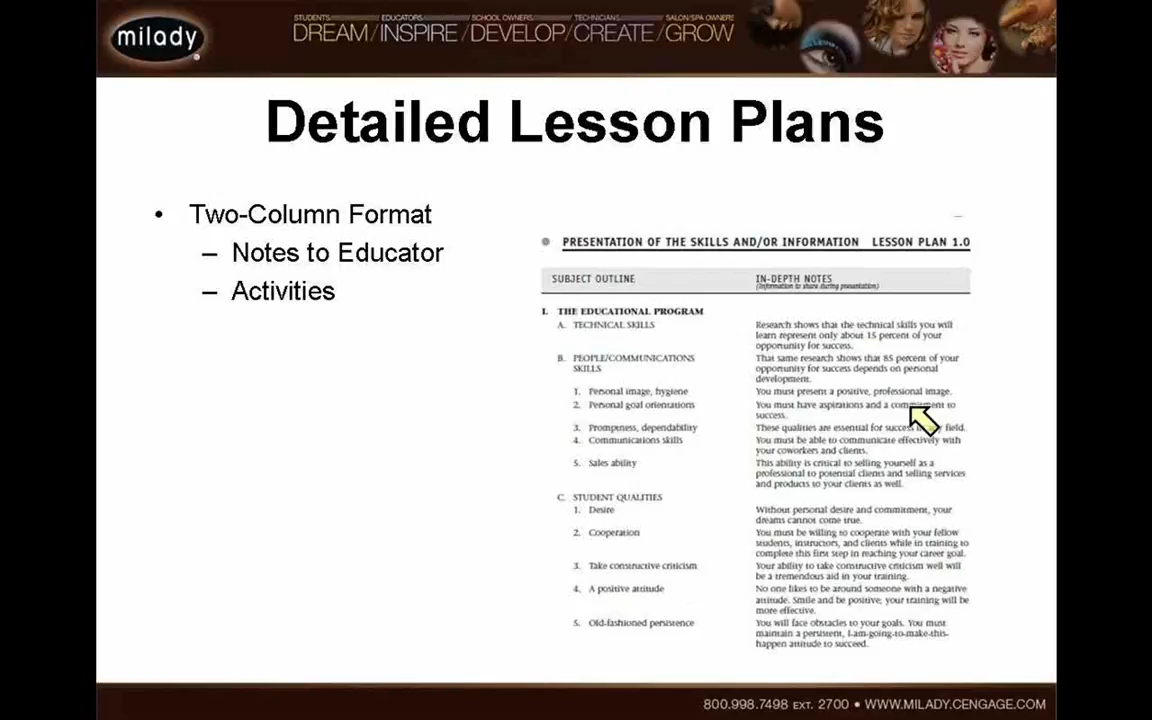 milady
STUDENTS EDUCATORS SCHOOL OWNERS TECHNICIANS SALON/SPA OWNERS
DREAM/INSPIRE/DEVELOP/CREATE/GROW
Detailed Lesson Plans
• Two-Column Format
– Notes to Educator
– Activities
PRESENTATION OF THE SKILLS AND/OR INFORMATION LESSON PLAN 1.0
SUBJECT OUTLINE
IN-DEPTH NOTES
(Information to share during presentation)
I. THE EDUCATIONAL PROGRAM
A. TECHNICAL SKILLS
Research shows that the technical skills you will
learn represent only about 15 percent of your
opportunity for success.
B. PEOPLE/COMMUNICATIONS
SKILLS
That same research shows that 85 percent of your
opportunity for success depends on personal
development.
1. Personal image, hygiene
You must present a positive, professional image.
2. Personal goal orientations
You must have aspirations and a commitment to
success.
3. Promptness, dependability
These qualities are essential for success in any field.
4. Communications skills
You must be able to communicate effectively with
your coworkers and clients.
5. Sales ability
This ability is critical to selling yourself as a
professional to potential clients and selling services
and products to your clients as well.
C. STUDENT QUALITIES
1. Desire
Without personal desire and commitment, your
dreams cannot come true.
2. Cooperation
You must be willing to cooperate with your fellow
students, instructors, and clients while in training to
complete this first step in reaching your career goal.
3. Take constructive criticism
Your ability to take constructive criticism well will
be a tremendous aid in your training.
4. A positive attitude
No one likes to be around someone with a negative
attitude. Smile and be positive; your training will be
more effective.
5. Old-fashioned persistence
You will face obstacles to your goals. You must
maintain a persistent, I-am-going-to-make-this-
happen attitude to succeed.
800.998.7498 EXT. 2700 • WWW.MILADY.CENGAGE.COM